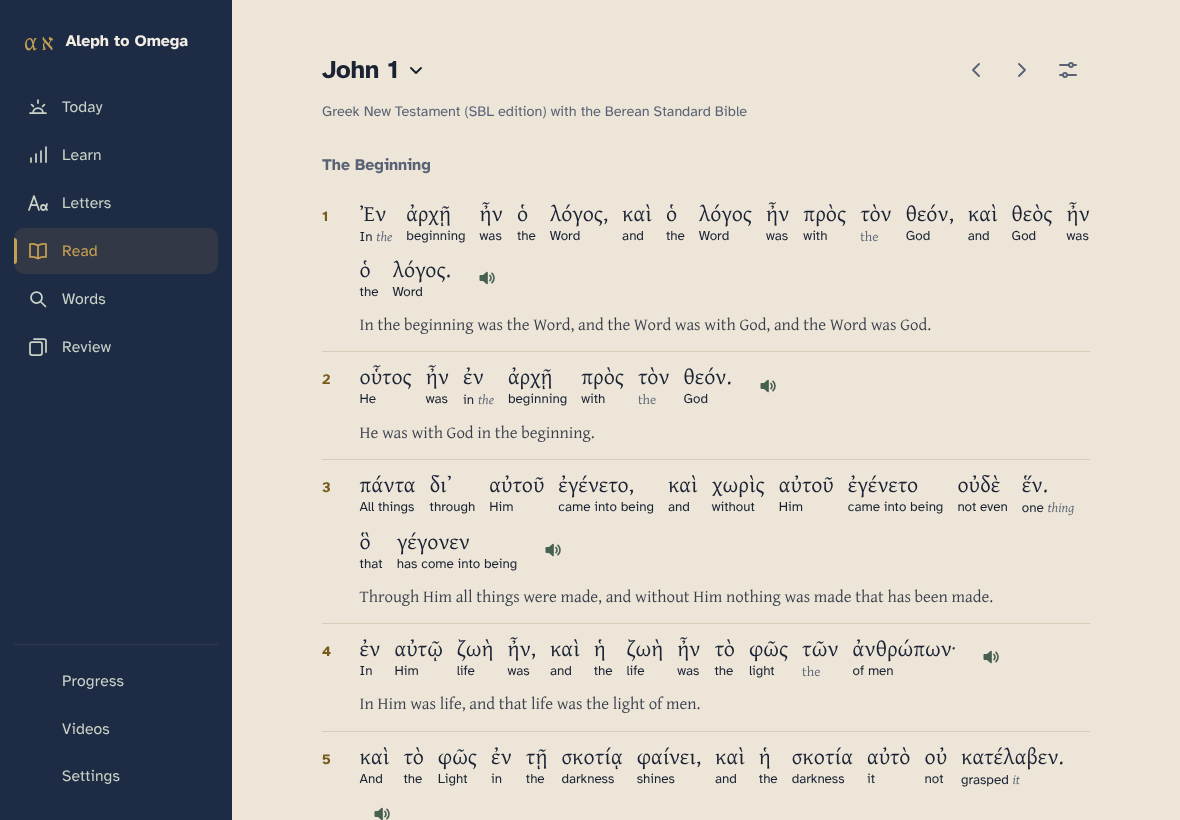 α א Aleph to Omega
Today
Learn
Aα Letters
Read
Words
Review
Progress
Videos
Settings
John 1
Greek New Testament (SBL edition) with the Berean Standard Bible
The Beginning
1 Ἐν ἀρχῇ ἦν ὁ λόγος, καὶ ὁ λόγος ἦν πρὸς τὸν θεόν, καὶ θεὸς ἦν
In the beginning was the Word and the Word was with the God and God was
ὁ λόγος.
the Word
In the beginning was the Word, and the Word was with God, and the Word was God.
2 οὗτος ἦν ἐν ἀρχῇ πρὸς τὸν θεόν.
He was in the beginning with the God
He was with God in the beginning.
3 πάντα δι’ αὐτοῦ ἐγένετο, καὶ χωρὶς αὐτοῦ ἐγένετο οὐδὲ ἕν.
All things through Him came into being and without Him came into being not even one thing
ὃ γέγονεν
that has come into being
Through Him all things were made, and without Him nothing was made that has been made.
4 ἐν αὐτῷ ζωὴ ἦν, καὶ ἡ ζωὴ ἦν τὸ φῶς τῶν ἀνθρώπων·
In Him life was and the life was the light the of men
In Him was life, and that life was the light of men.
5 καὶ τὸ φῶς ἐν τῇ σκοτίᾳ φαίνει, καὶ ἡ σκοτία αὐτὸ οὐ κατέλαβεν.
And the Light in the darkness shines and the darkness it not grasped it